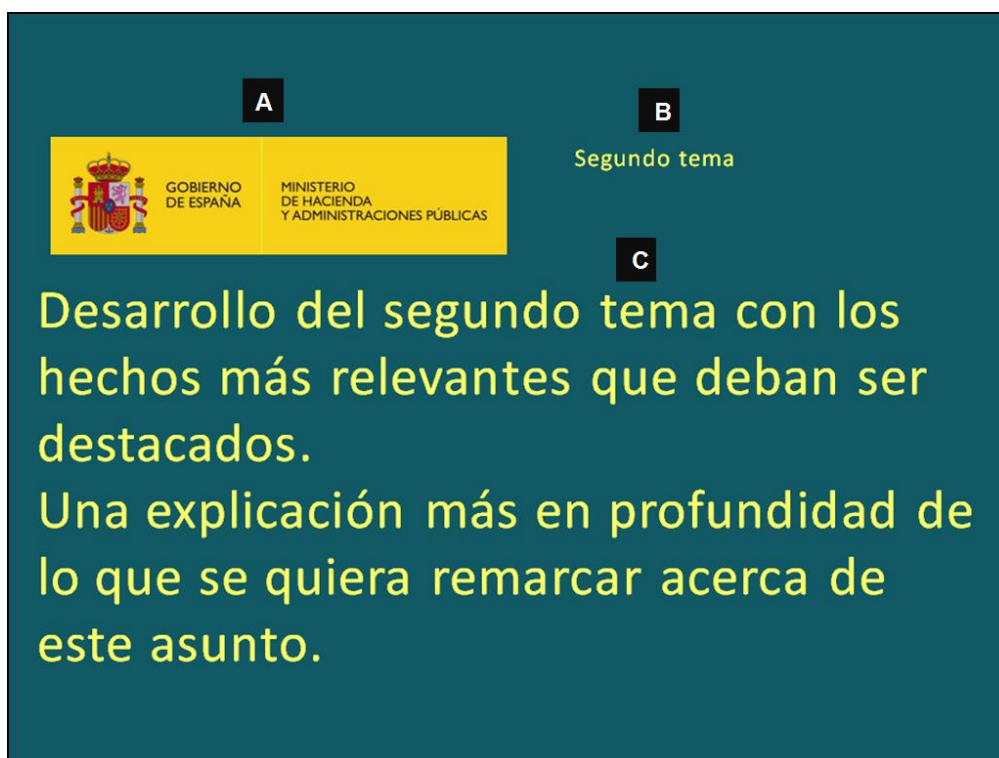 A
B
GOBIERNO
DE ESPAÑA
MINISTERIO
DE HACIENDA
Y ADMINISTRACIONES PÚBLICAS
Segundo tema
C
Desarrollo del segundo tema con los
hechos más relevantes que deban ser
destacados.
Una explicación más en profundidad de
lo que se quiera remarcar acerca de
este asunto.